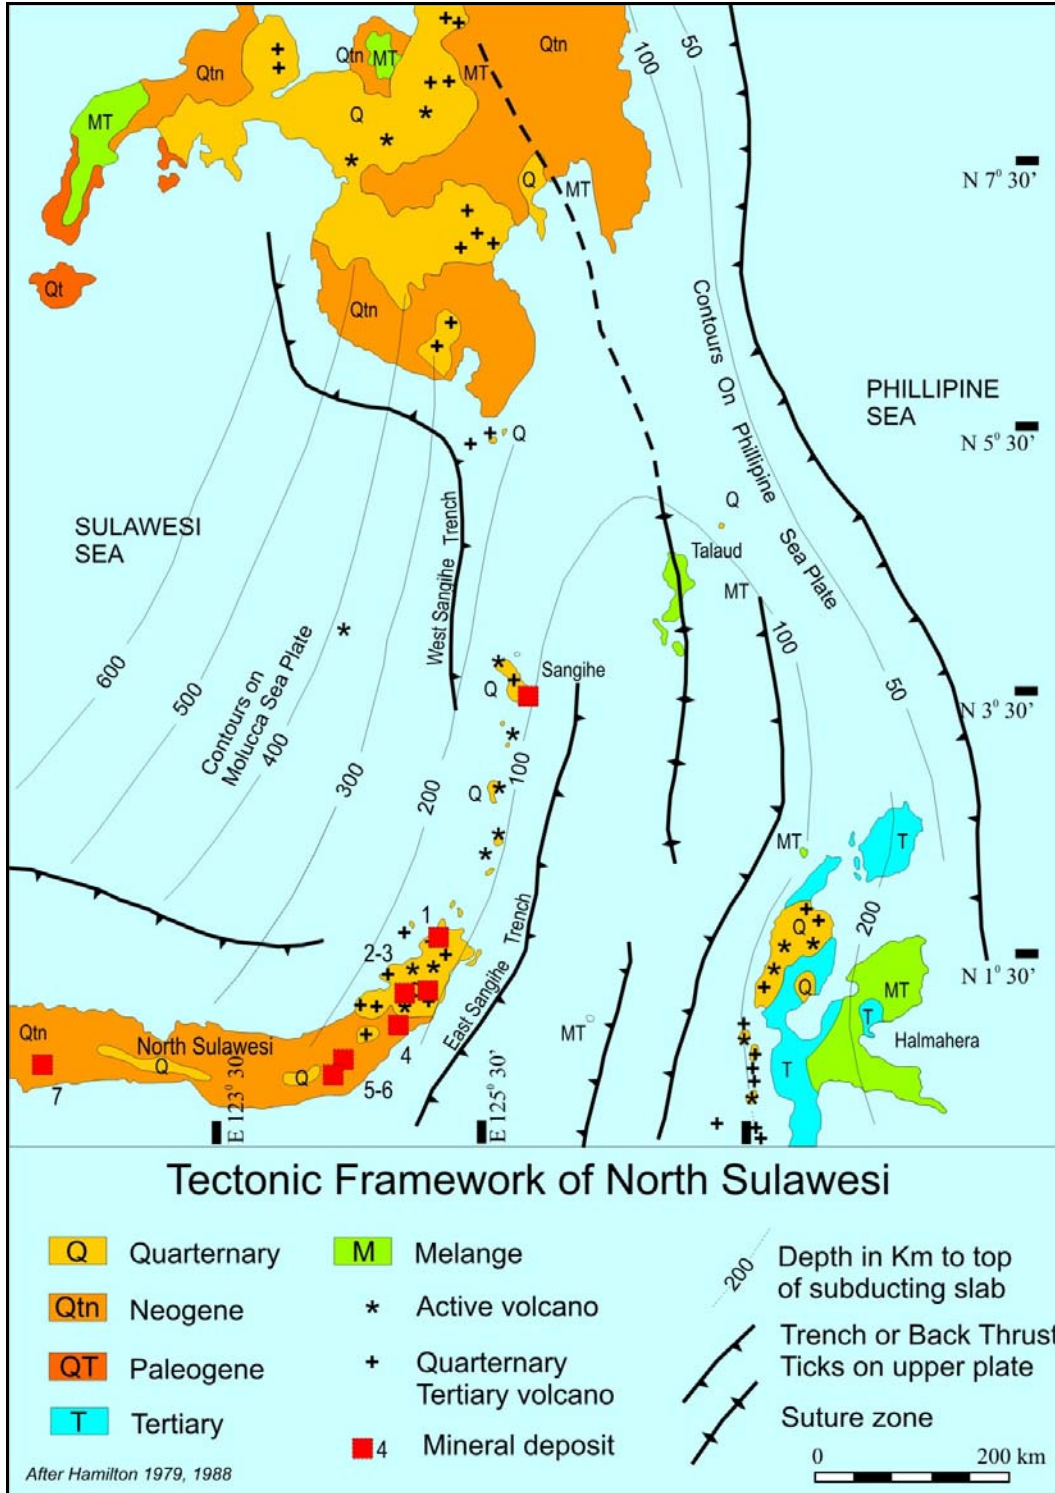 Qtn
MT
Qtn
MT
MT
Qtn
100
50
MT
Q
Q
MT
N 7° 30'
Qt
Qtn
Contours On Phillipine Sea Plate
PHILLIPINE
SEA
Q
N 5° 30'
SULAWESI
SEA
West Sangihe Trench
Q
Talaud
MT
600
500
Contours on
Molucca Sea Plate
400
300
200
100
Q
Sangihe
100
50
N 3° 30'
Q
MT
T
1
2-3
Q
200
N 1° 30'
East Sangihe Trench
Q
MT
T
Halmahera
MT
T
Qtn
North Sulawesi
Q
Q
4
5-6
7
E 123° 30'
E 125° 30'
Tectonic Framework of North Sulawesi
Q Quarternary
Qtn Neogene
QT Paleogene
T Tertiary
M Melange
* Active volcano
+ Quarternary
Tertiary volcano
4 Mineral deposit
200
Depth in Km to top
of subducting slab
Trench or Back Thrust
Ticks on upper plate
Suture zone
0 200 km
After Hamilton 1979, 1988